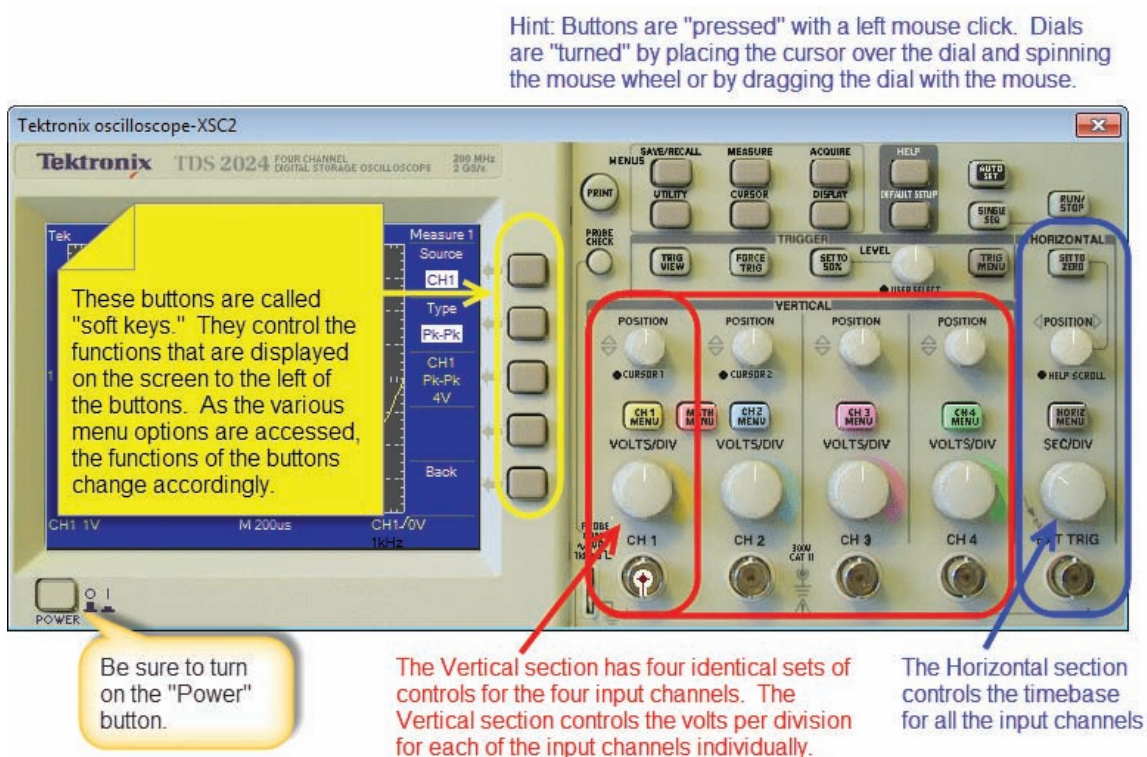 Hint: Buttons are "pressed" with a left mouse click. Dials
are "turned" by placing the cursor over the dial and spinning
the mouse wheel or by dragging the dial with the mouse.
Tektronix oscilloscope-XSC2
Tektronix TDS 2024 FOUR CHANNEL DIGITAL STORAGE OSCILLOSCOPE 200 MHz 2 GS/s
MENUS
SAVE/RECALL MEASURE ACQUIRE HELP
PRINT
AUTO SET
UTILITY CURSOR DISPLAY DEFAULT SETUP
SINGLE SEQ
RUN/ STOP
PROBE CHECK
TRIGGER
TRIG VIEW
FORCE TRIG
SET TO 50%
LEVEL
USER SELECT
TRIG MENU
HORIZONTAL
SET TO ZERO
Tek
Measure 1
Source
CH1
Type
Pk-Pk
CH1
Pk-Pk
4V
Back
1
CH1 1V M 200us CH1 0V
1kHz
These buttons are called
"soft keys." They control the
functions that are displayed
on the screen to the left of
the buttons. As the various
menu options are accessed,
the functions of the buttons
change accordingly.
VERTICAL
POSITION POSITION POSITION POSITION POSITION
CURSOR 1 CURSOR 2 HELP SCROLL
CH 1 MENU
MATH MENU
CH 2 MENU
CH 3 MENU
CH 4 MENU
HORIZ MENU
VOLTS/DIV VOLTS/DIV VOLTS/DIV VOLTS/DIV SEC/DIV
CH 1 CH 2 CH 3 CH 4 EXT TRIG
300V
CAT II
POWER
O I
Be sure to turn
on the "Power"
button.
The Vertical section has four identical sets of
controls for the four input channels. The
Vertical section controls the volts per division
for each of the input channels individually.
The Horizontal section
controls the timebase
for all the input channels